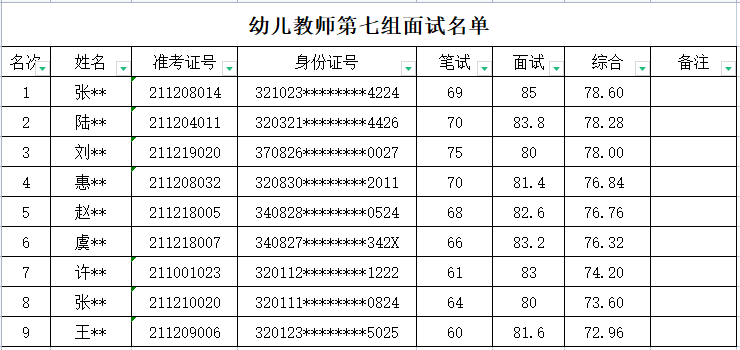 幼儿教师第七组面试名单
名次 姓名 准考证号 身份证号 笔试 面试 综合 备注
1 张** 211208014 321023********4224 69 85 78.60
2 陆** 211204011 320321********4426 70 83.8 78.28
3 刘** 211219020 370826********0027 75 80 78.00
4 惠** 211208032 320830********2011 70 81.4 76.84
5 赵** 211218005 340828********0524 68 82.6 76.76
6 虞** 211218007 340827********342X 66 83.2 76.32
7 许** 211001023 320112********1222 61 83 74.20
8 张** 211210020 320111********0824 64 80 73.60
9 王** 211209006 320123********5025 60 81.6 72.96